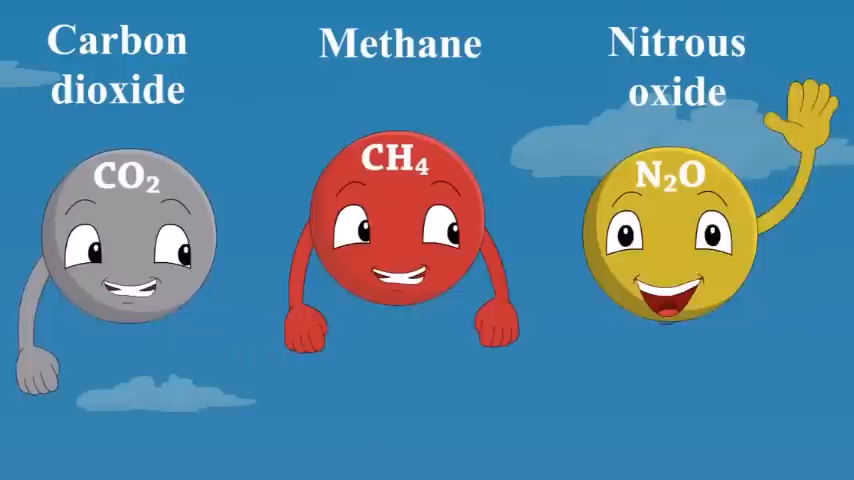 Carbon
dioxide
Methane
Nitrous
oxide
CO₂
CH₄
N₂O